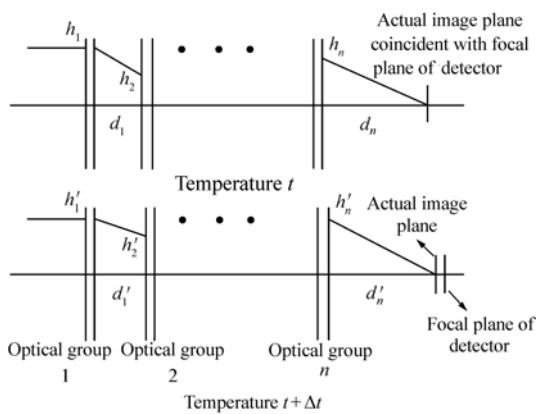 h₁
h₂
d₁
hₙ
dₙ
Actual image plane
coincident with focal
plane of detector
Temperature t
h′₁
h′₂
d′₁
h′ₙ
d′ₙ
Actual image
plane
Focal plane of
detector
Optical group
1
Optical group
2
Optical group
n
Temperature t + Δt